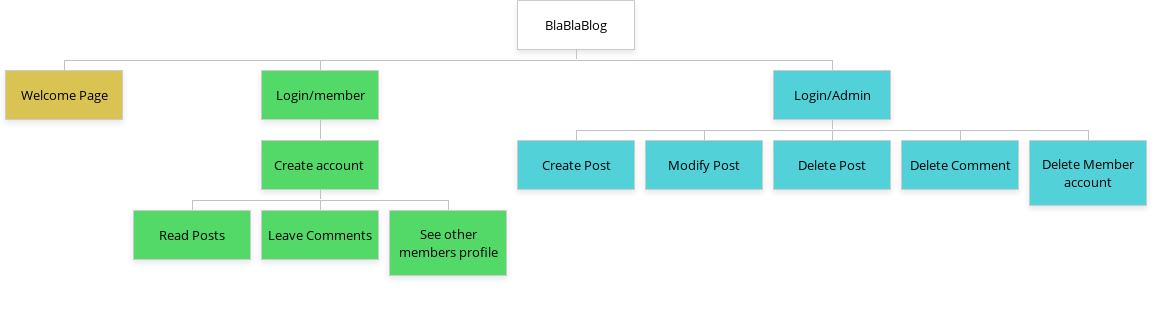 BlaBlaBlog
Welcome Page
Login/member
Login/Admin
Create account
Create Post
Modify Post
Delete Post
Delete Comment
Delete Member
account
Read Posts
Leave Comments
See other
members profile